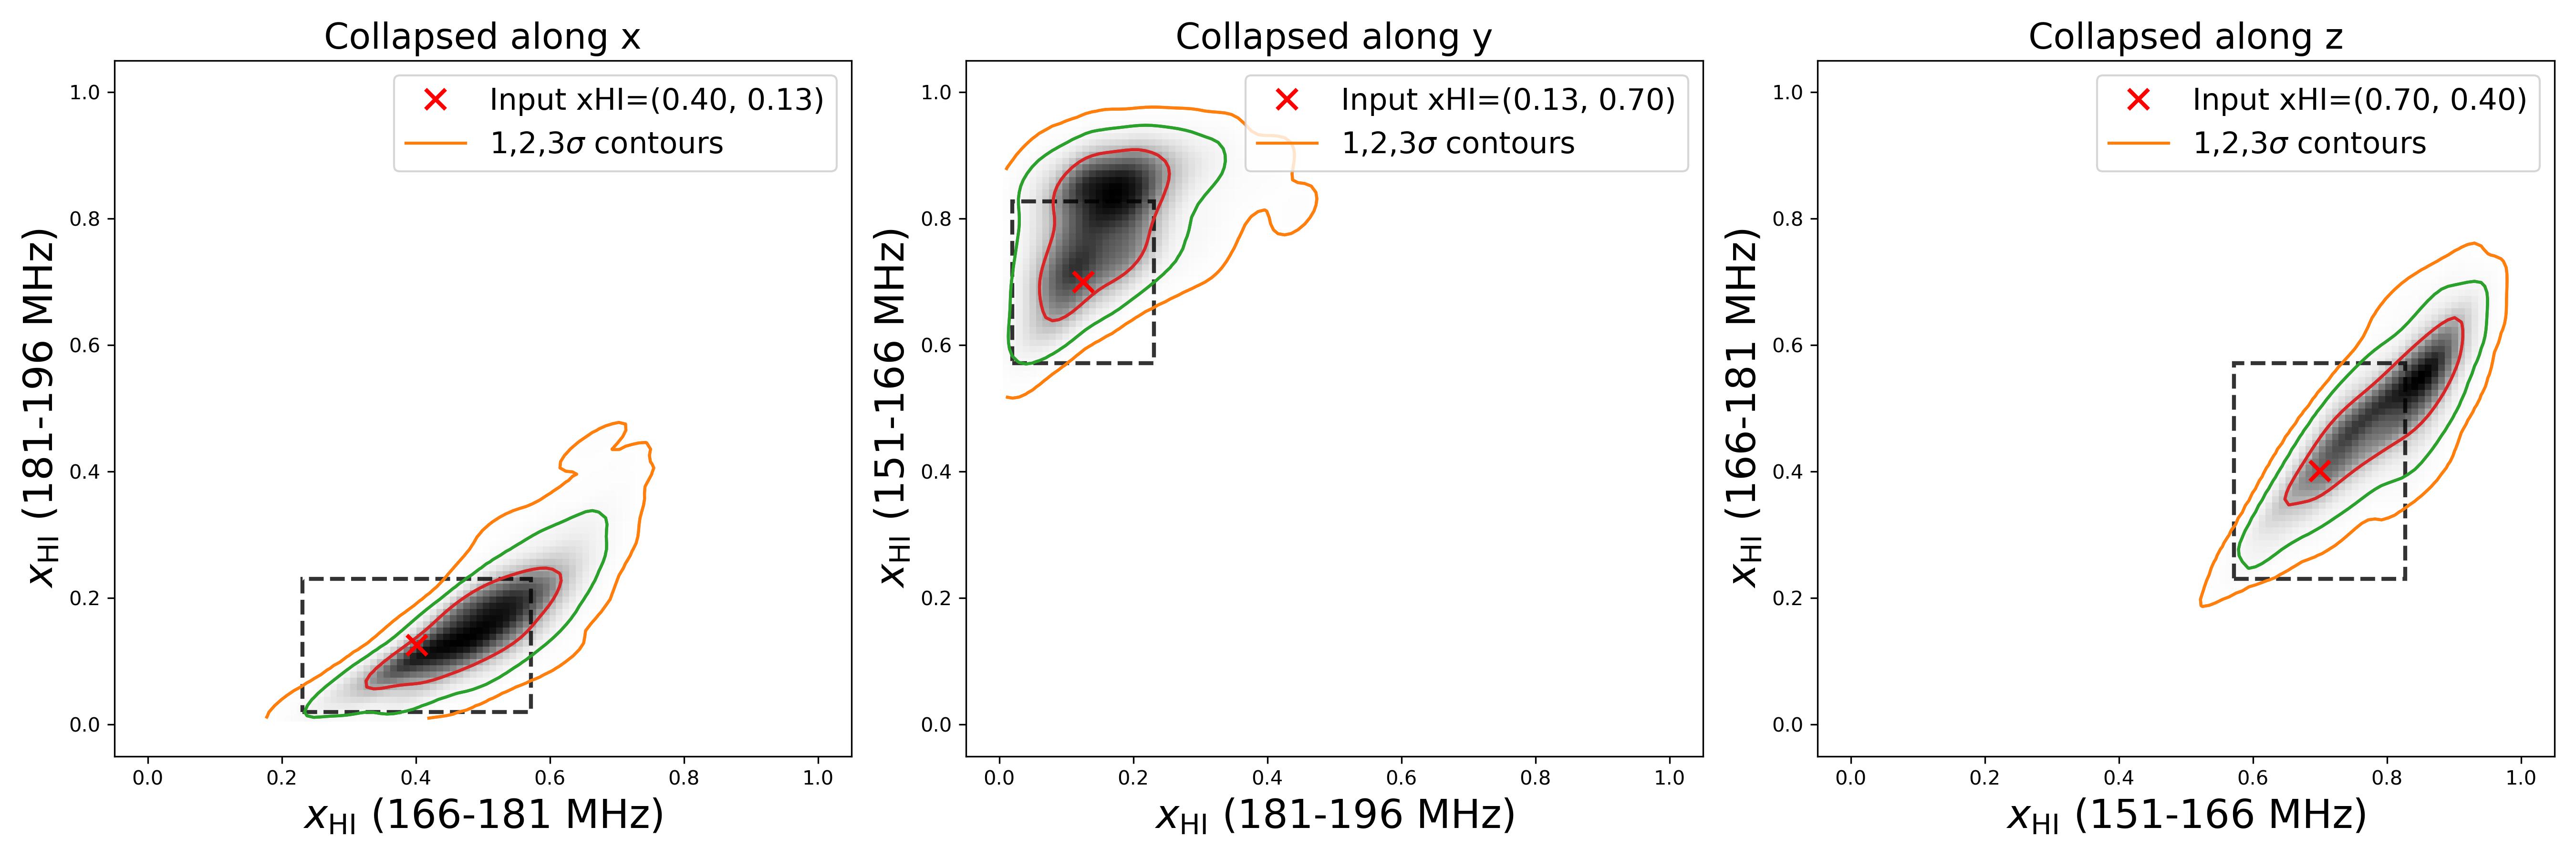 Collapsed along x
Input xHI=(0.40, 0.13)
1,2,3σ contours
1.0
0.8
0.6
0.4
0.2
0.0
x_HI (181-196 MHz)
0.0 0.2 0.4 0.6 0.8 1.0
x_HI (166-181 MHz)
Collapsed along y
Input xHI=(0.13, 0.70)
1,2,3σ contours
1.0
0.8
0.6
0.4
0.2
0.0
x_HI (151-166 MHz)
0.0 0.2 0.4 0.6 0.8 1.0
x_HI (181-196 MHz)
Collapsed along z
Input xHI=(0.70, 0.40)
1,2,3σ contours
1.0
0.8
0.6
0.4
0.2
0.0
x_HI (166-181 MHz)
0.0 0.2 0.4 0.6 0.8 1.0
x_HI (151-166 MHz)